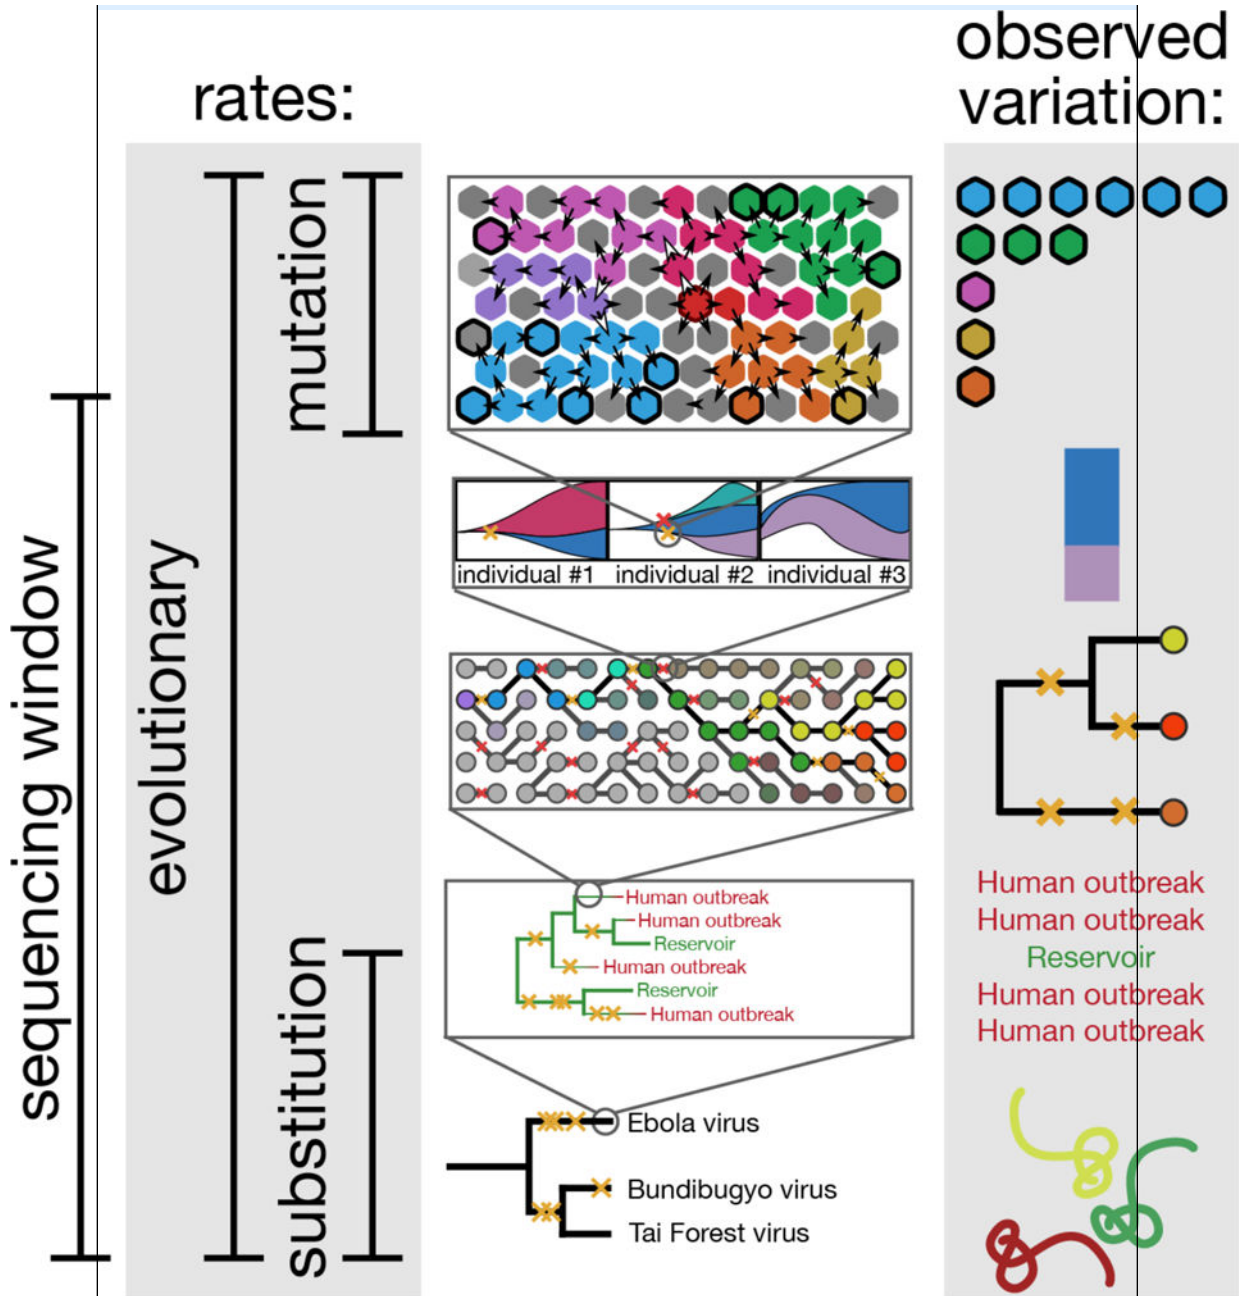 observed
variation:
rates:
mutation
evolutionary
substitution
sequencing window
individual #1
individual #2
individual #3
Human outbreak
Human outbreak
Reservoir
Human outbreak
Reservoir
Human outbreak
Ebola virus
Bundibugyo virus
Tai Forest virus
Human outbreak
Human outbreak
Reservoir
Human outbreak
Human outbreak